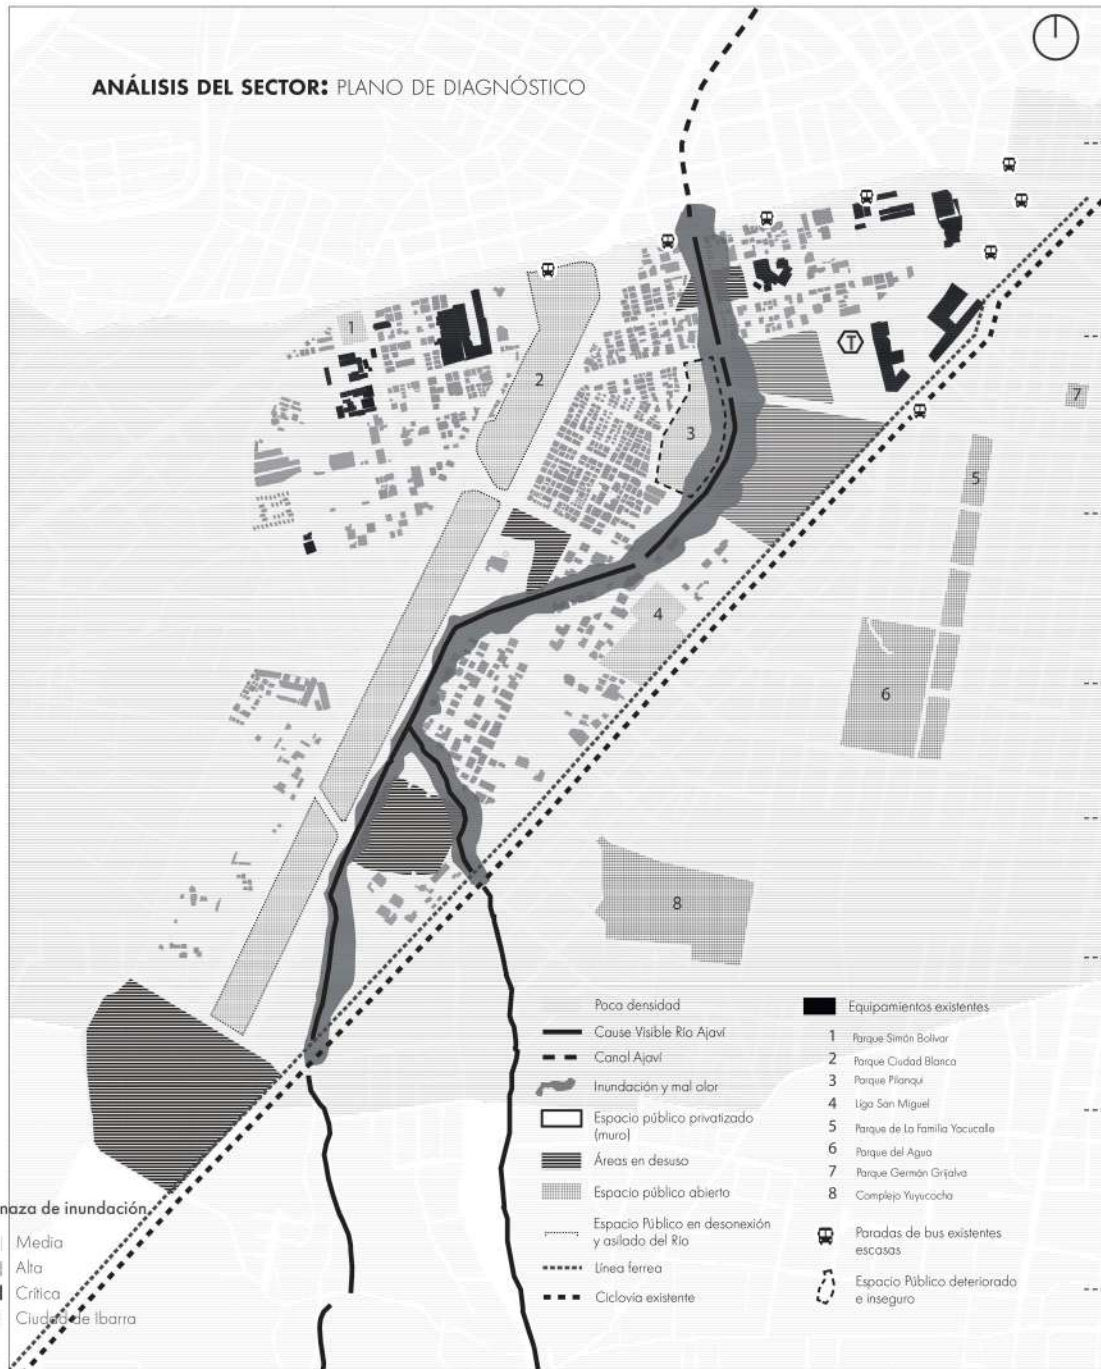 ANÁLISIS DEL SECTOR: PLANO DE DIAGNÓSTICO
1
2
3
T
7
5
4
6
8
Poca densidad
Cause Visible Río Ajaví
Canal Ajaví
Inundación y mal olor
Espacio público privatizado
(muro)
Áreas en desuso
Espacio público abierto
Espacio Público en desonexión
y asilado del Río
Línea ferrea
Ciclovía existente
Equipamientos existentes
1 Parque Simón Bolívar
2 Parque Ciudad Blanca
3 Parque Pilanqui
4 Liga San Miguel
5 Parque de La Familia Yacucalle
6 Parque del Agua
7 Parque Germán Grijalva
8 Complejo Yuyucocha
Paradas de bus existentes
escasas
Espacio Público deteriorado
e inseguro
naza de inundación
Media
Alta
Crítica
Ciudad de Ibarra